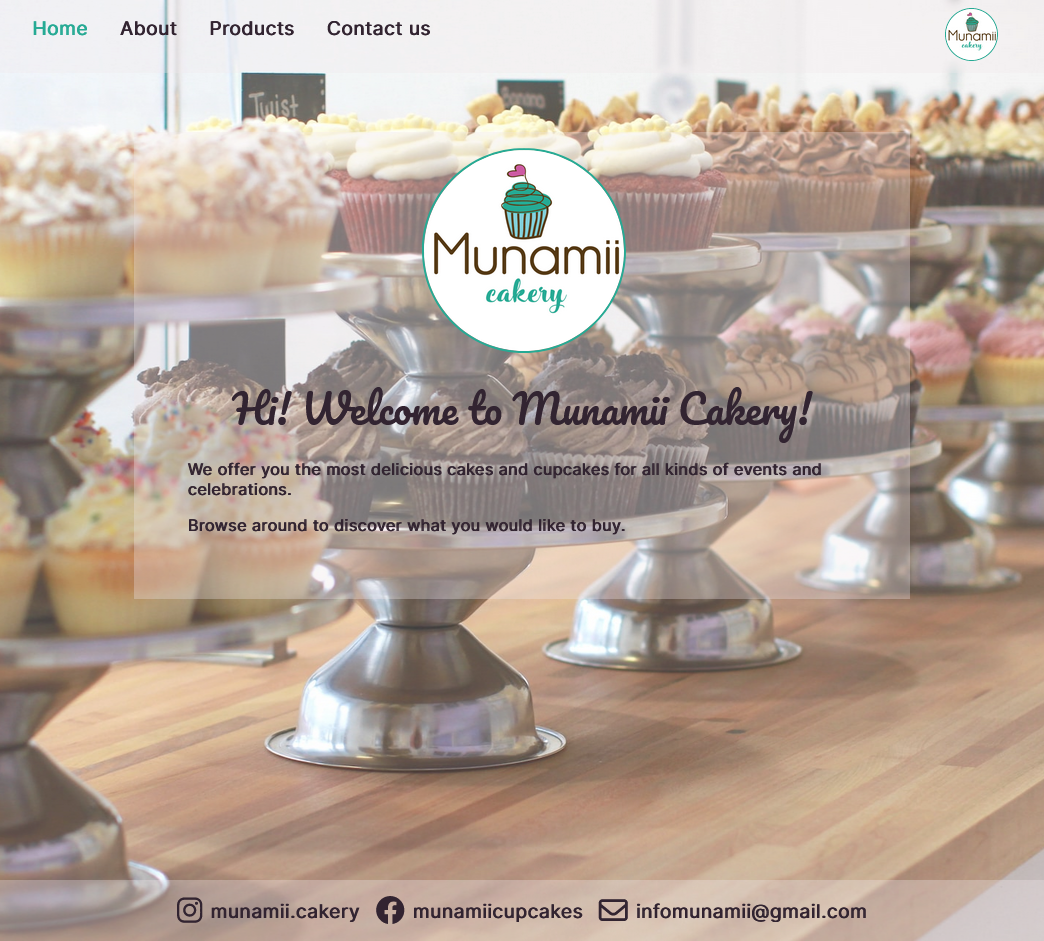 Home About Products Contact us
Munamii
cakery
Twist
Banana
Munamii
cakery
Hi! Welcome to Munamii Cakery!
We offer you the most delicious cakes and cupcakes for all kinds of events and
celebrations.
Browse around to discover what you would like to buy.
munamii.cakery munamiicupcakes infomunamii@gmail.com